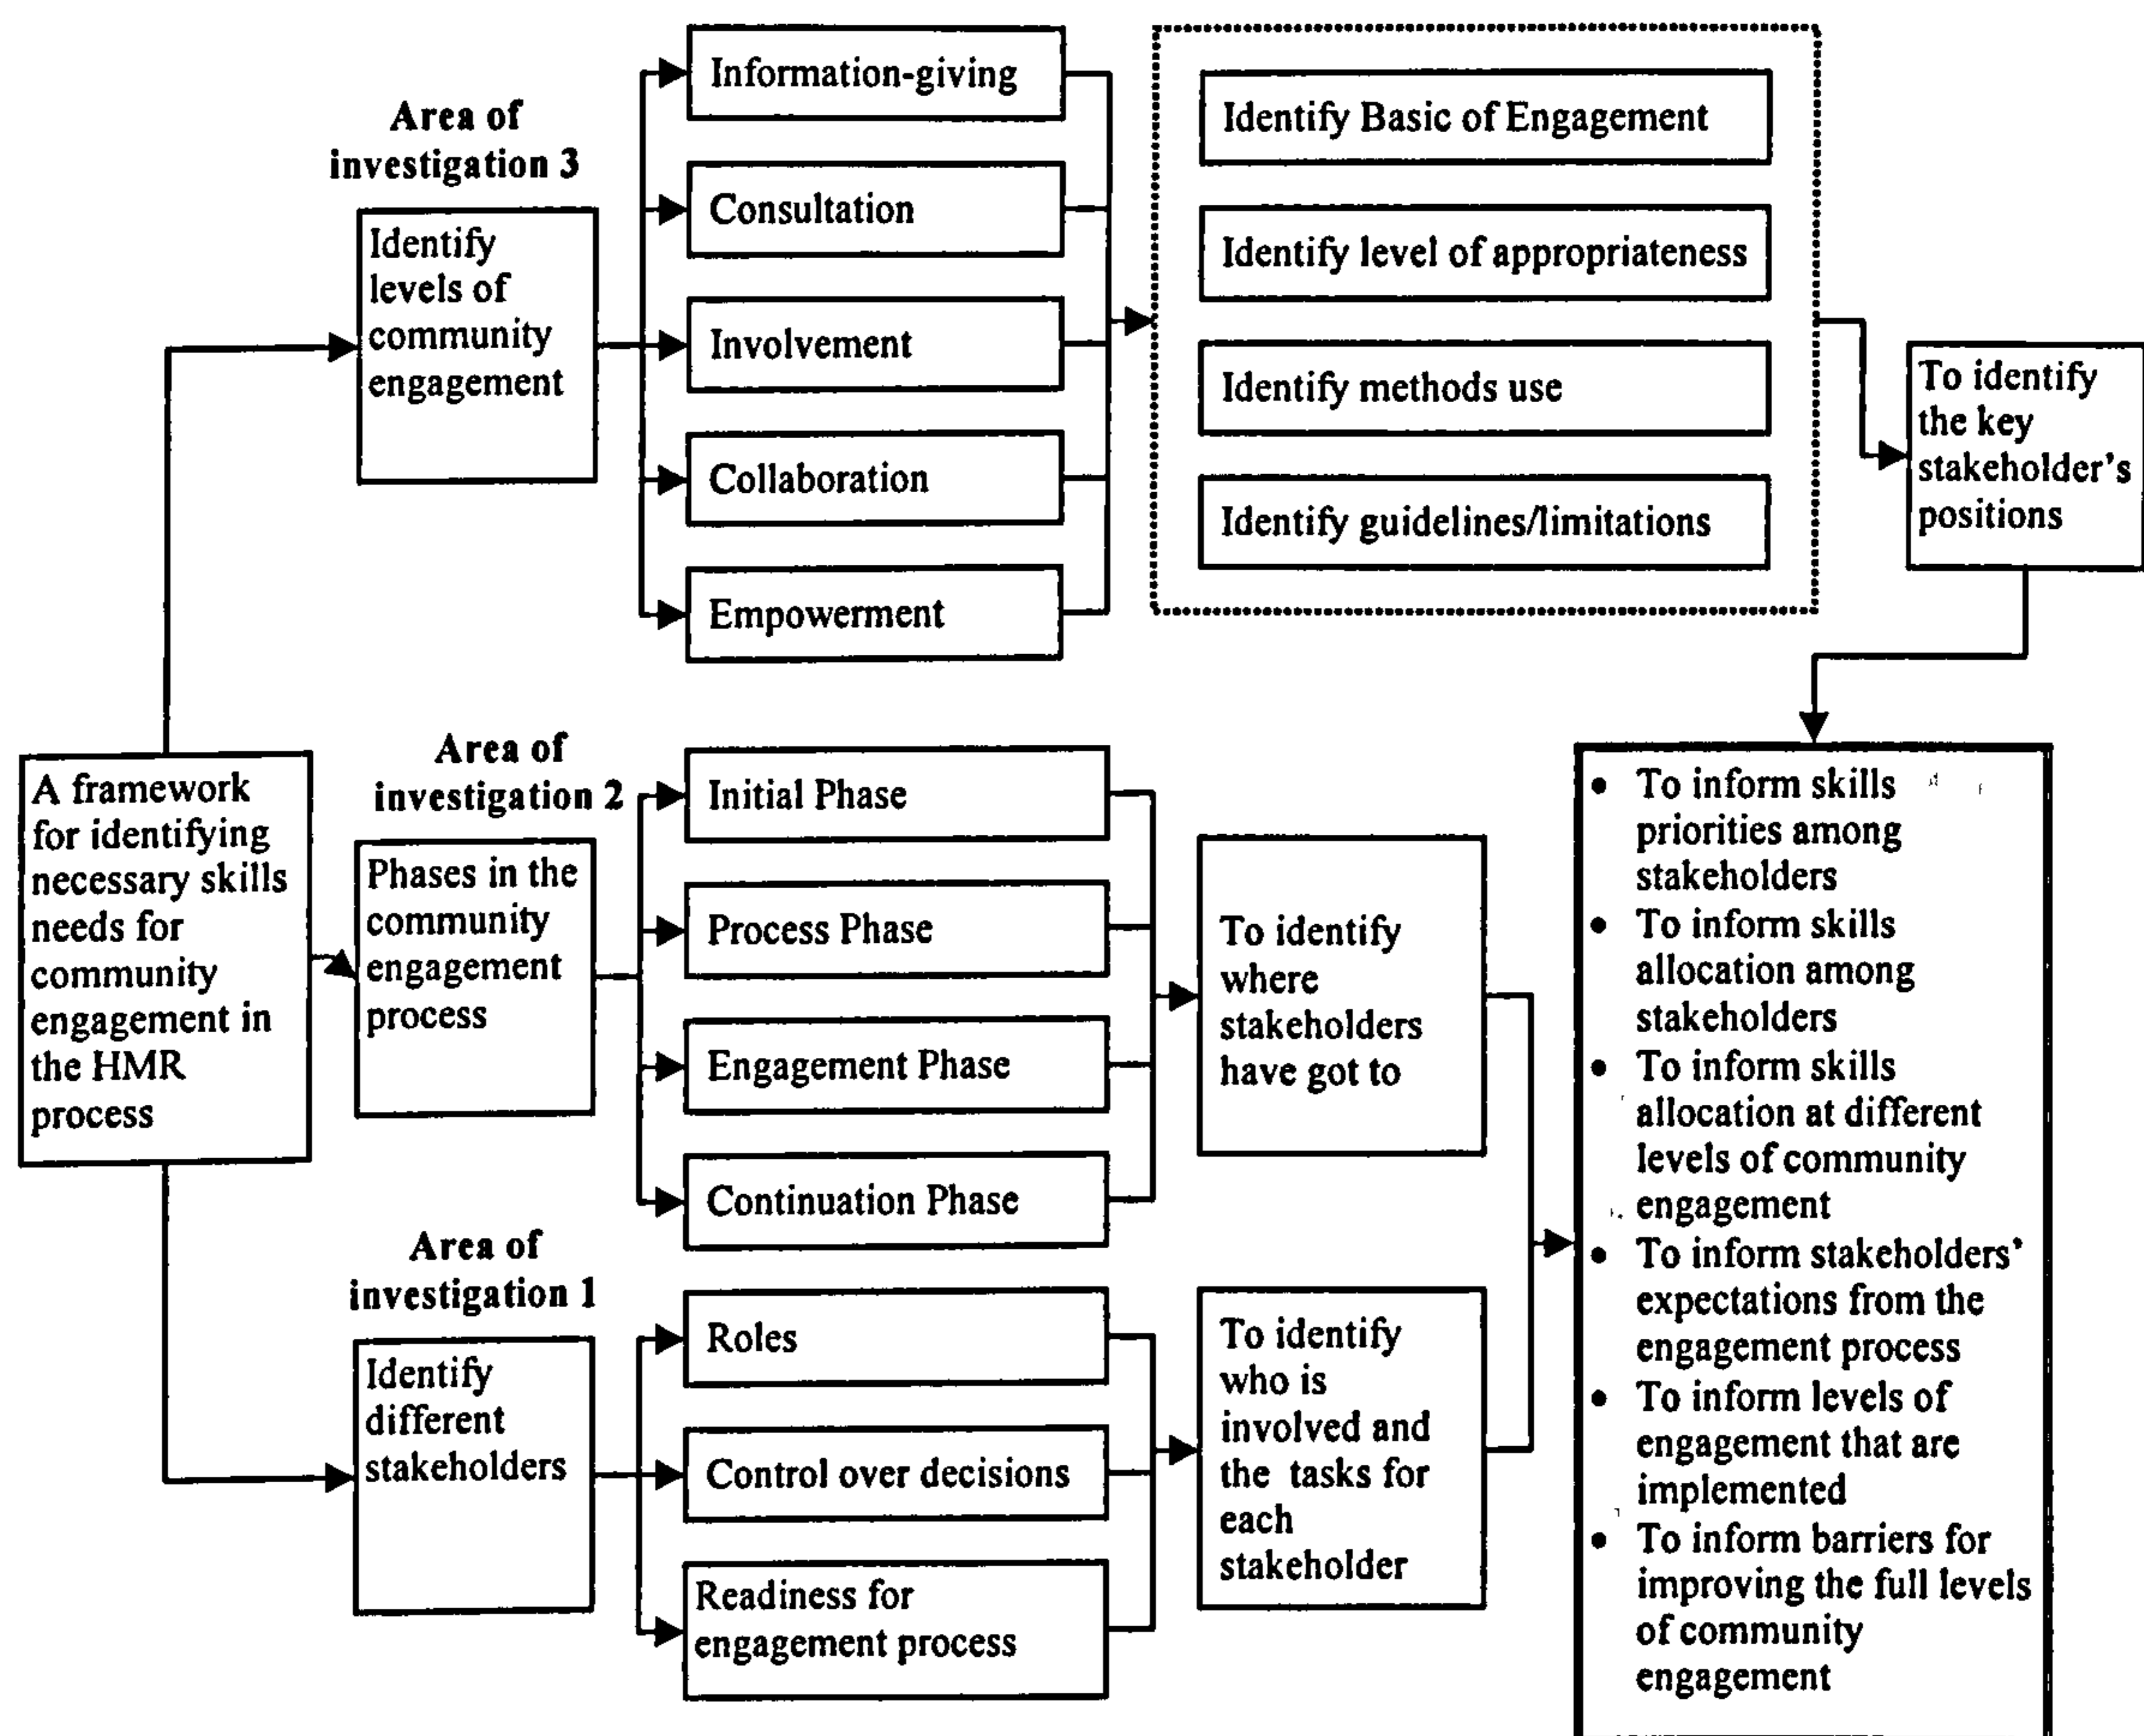 Area of
investigation 3
Identify
levels of
community
engagement
Information-giving
Consultation
Involvement
Collaboration
Empowerment
Identify Basic of Engagement
Identify level of appropriateness
Identify methods use
Identify guidelines/limitations
To identify
the key
stakeholder's
positions
A framework
for identifying
necessary skills
needs for
community
engagement in
the HMR
process
Area of
investigation 2
Phases in the
community
engagement
process
Initial Phase
Process Phase
Engagement Phase
Continuation Phase
To identify
where
stakeholders
have got to
Area of
investigation 1
Identify
different
stakeholders
Roles
Control over decisions
Readiness for
engagement process
To identify
who is
involved and
the tasks for
each
stakeholder
• To inform skills
priorities among
stakeholders
• To inform skills
allocation among
stakeholders
• To inform skills
allocation at different
levels of community
engagement
• To inform stakeholders'
expectations from the
engagement process
• To inform levels of
engagement that are
implemented
• To inform barriers for
improving the full levels
of community
engagement